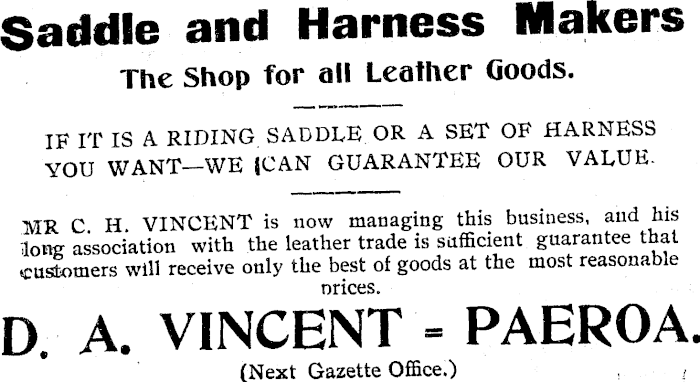 Saddle and Harness Makers
The Shop for all Leather Goods.
IF IT IS A RIDING SADDLE OR A SET OF HARNESS
YOU WANT—WE CAN GUARANTEE OUR VALUE.
MR C. H. VINCENT is now managing this business, and his
long association with the leather trade is sufficient guarantee that
customers will receive only the best of goods at the most reasonable
prices.
D. A. VINCENT = PAEROA.
(Next Gazette Office.)